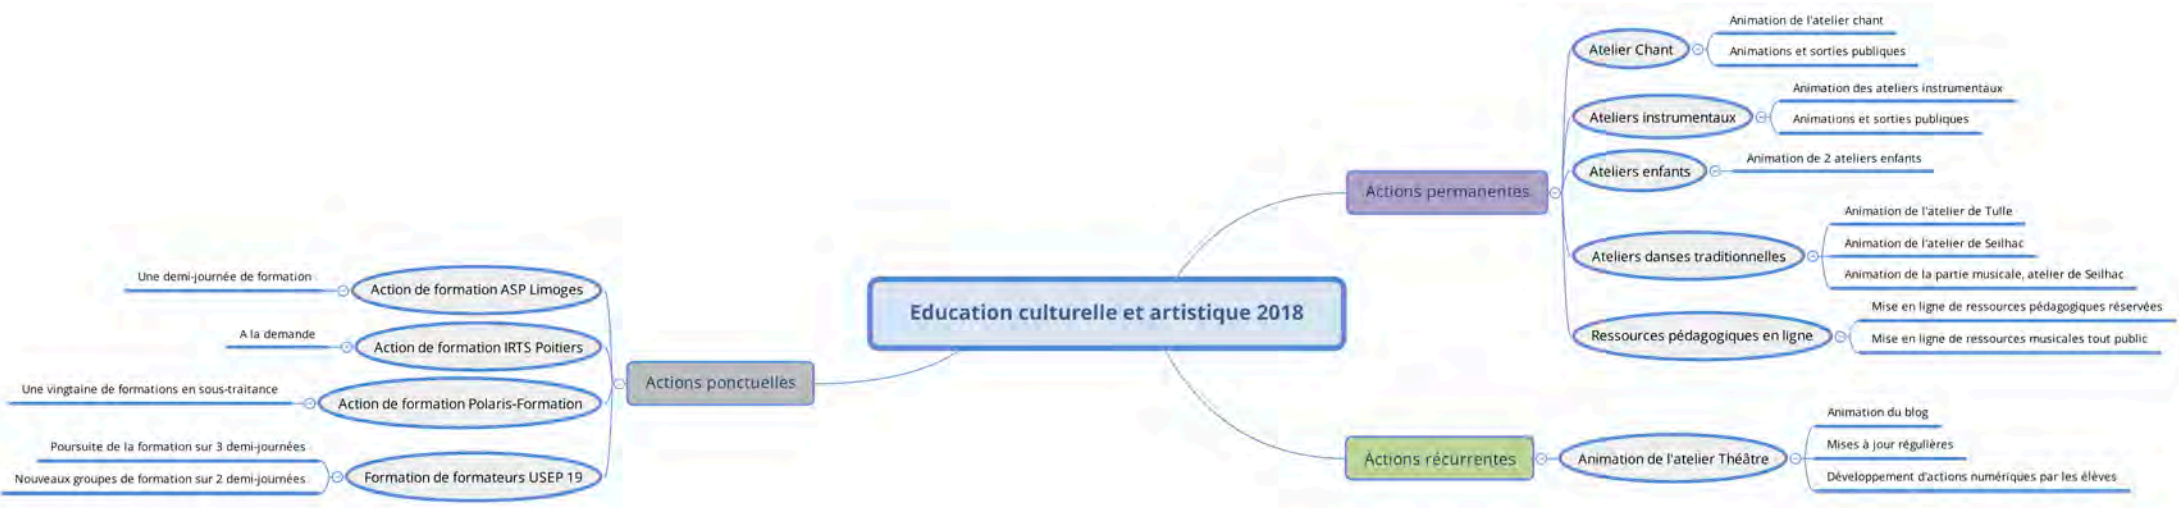 Education culturelle et artistique 2018
Actions permanentes
Atelier Chant
Animation de l'atelier chant
Animations et sorties publiques
Ateliers instrumentaux
Animation des ateliers instrumentaux
Animations et sorties publiques
Ateliers enfants
Animation de 2 ateliers enfants
Ateliers danses traditionnelles
Animation de l'atelier de Tulle
Animation de l'atelier de Seilhac
Animation de la partie musicale, atelier de Seilhac
Ressources pédagogiques en ligne
Mise en ligne de ressources pédagogiques réservées
Mise en ligne de ressources musicales tout public
Actions récurrentes
Animation de l'atelier Théâtre
Animation du blog
Mises à jour régulières
Développement d'actions numériques par les élèves
Actions ponctuelles
Action de formation ASP Limoges
Une demi-journée de formation
Action de formation IRTS Poitiers
A la demande
Action de formation Polaris-Formation
Une vingtaine de formations en sous-traitance
Formation de formateurs USEP 19
Poursuite de la formation sur 3 demi-journées
Nouveaux groupes de formation sur 2 demi-journées